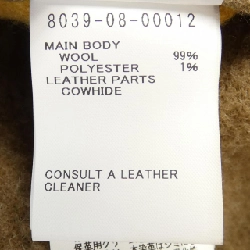 8039-08-00012
MAIN BODY
WOOL 99%
POLYESTER 1%
LEATHER PARTS
COWHIDE
CONSULT A LEATHER
CLEANER